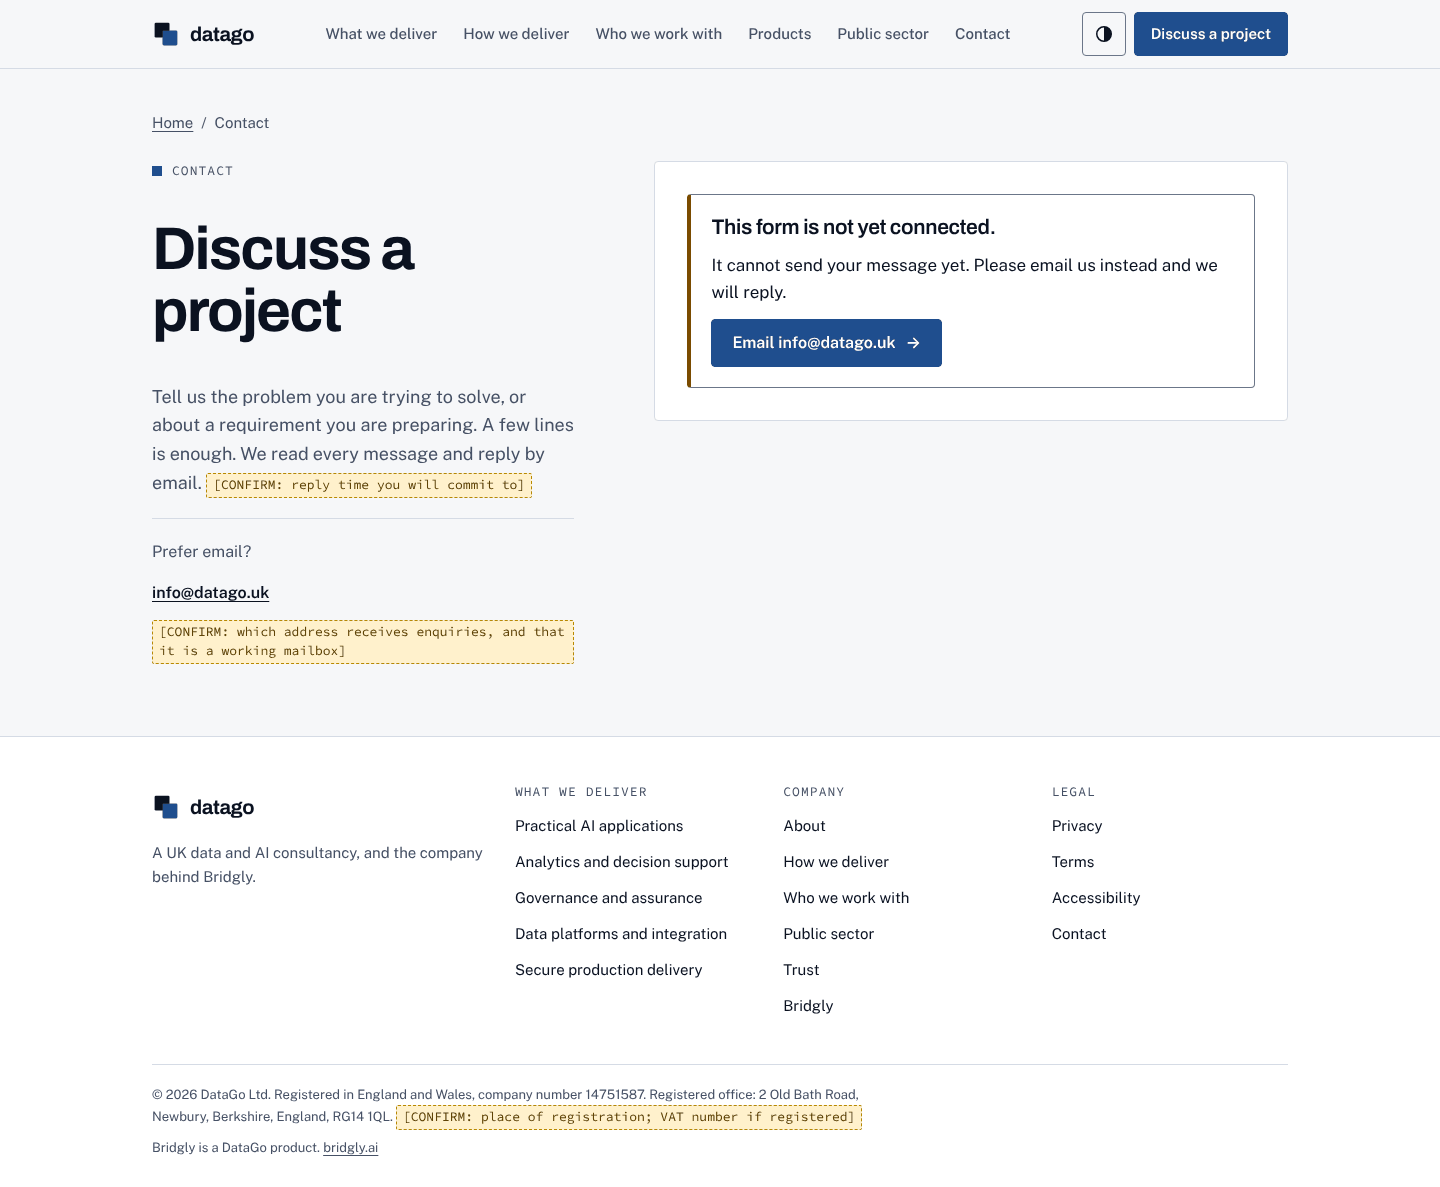 datago
What we deliver
How we deliver
Who we work with
Products
Public sector
Contact
Discuss a project
Home / Contact
CONTACT
Discuss a
project
Tell us the problem you are trying to solve, or
about a requirement you are preparing. A few lines
is enough. We read every message and reply by
email. [CONFIRM: reply time you will commit to]
Prefer email?
info@datago.uk
[CONFIRM: which address receives enquiries, and that
it is a working mailbox]
This form is not yet connected.
It cannot send your message yet. Please email us instead and we
will reply.
Email info@datago.uk →
datago
A UK data and AI consultancy, and the company
behind Bridgly.
WHAT WE DELIVER
Practical AI applications
Analytics and decision support
Governance and assurance
Data platforms and integration
Secure production delivery
COMPANY
About
How we deliver
Who we work with
Public sector
Trust
Bridgly
LEGAL
Privacy
Terms
Accessibility
Contact
© 2026 DataGo Ltd. Registered in England and Wales, company number 14751587. Registered office: 2 Old Bath Road,
Newbury, Berkshire, England, RG14 1QL. [CONFIRM: place of registration; VAT number if registered]
Bridgly is a DataGo product. bridgly.ai